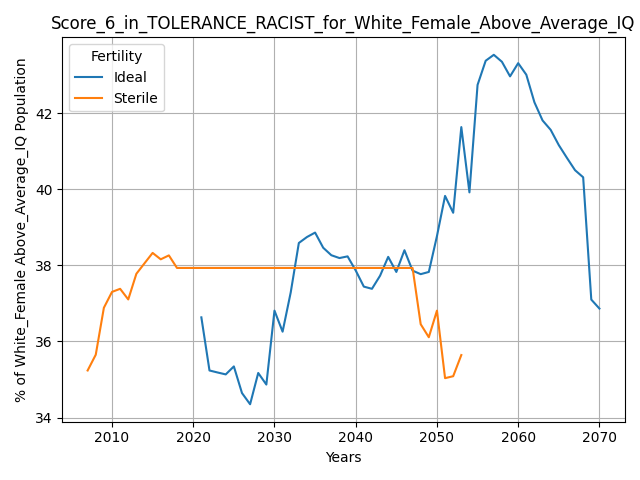 Score_6_in_TOLERANCE_RACIST_for_White_Female_Above_Average_IQ
Fertility
Ideal
Sterile
% of White_Female Above_Average_IQ Population
42
40
38
36
34
2010
2020
2030
2040
2050
2060
2070
Years